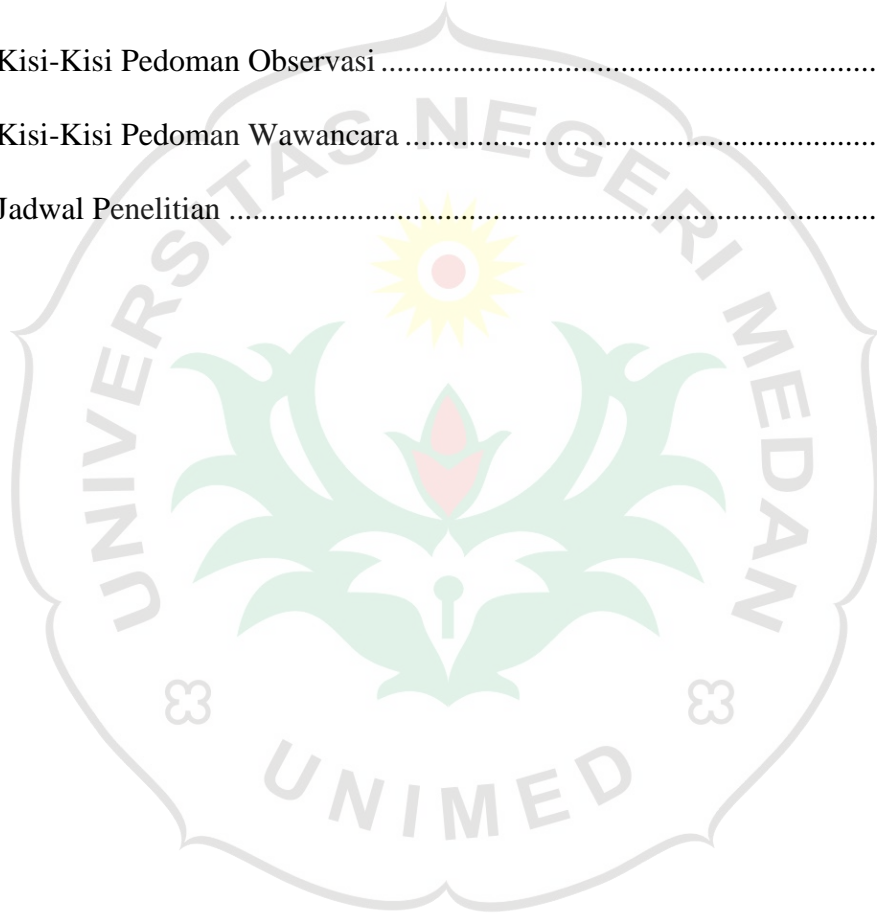 Kisi-Kisi Pedoman Observasi ..............................................................
Kisi-Kisi Pedoman Wawancara ...........................................................
Jadwal Penelitian .................................................................................
UNIVERSITAS NEGERI MEDAN
UNIMED